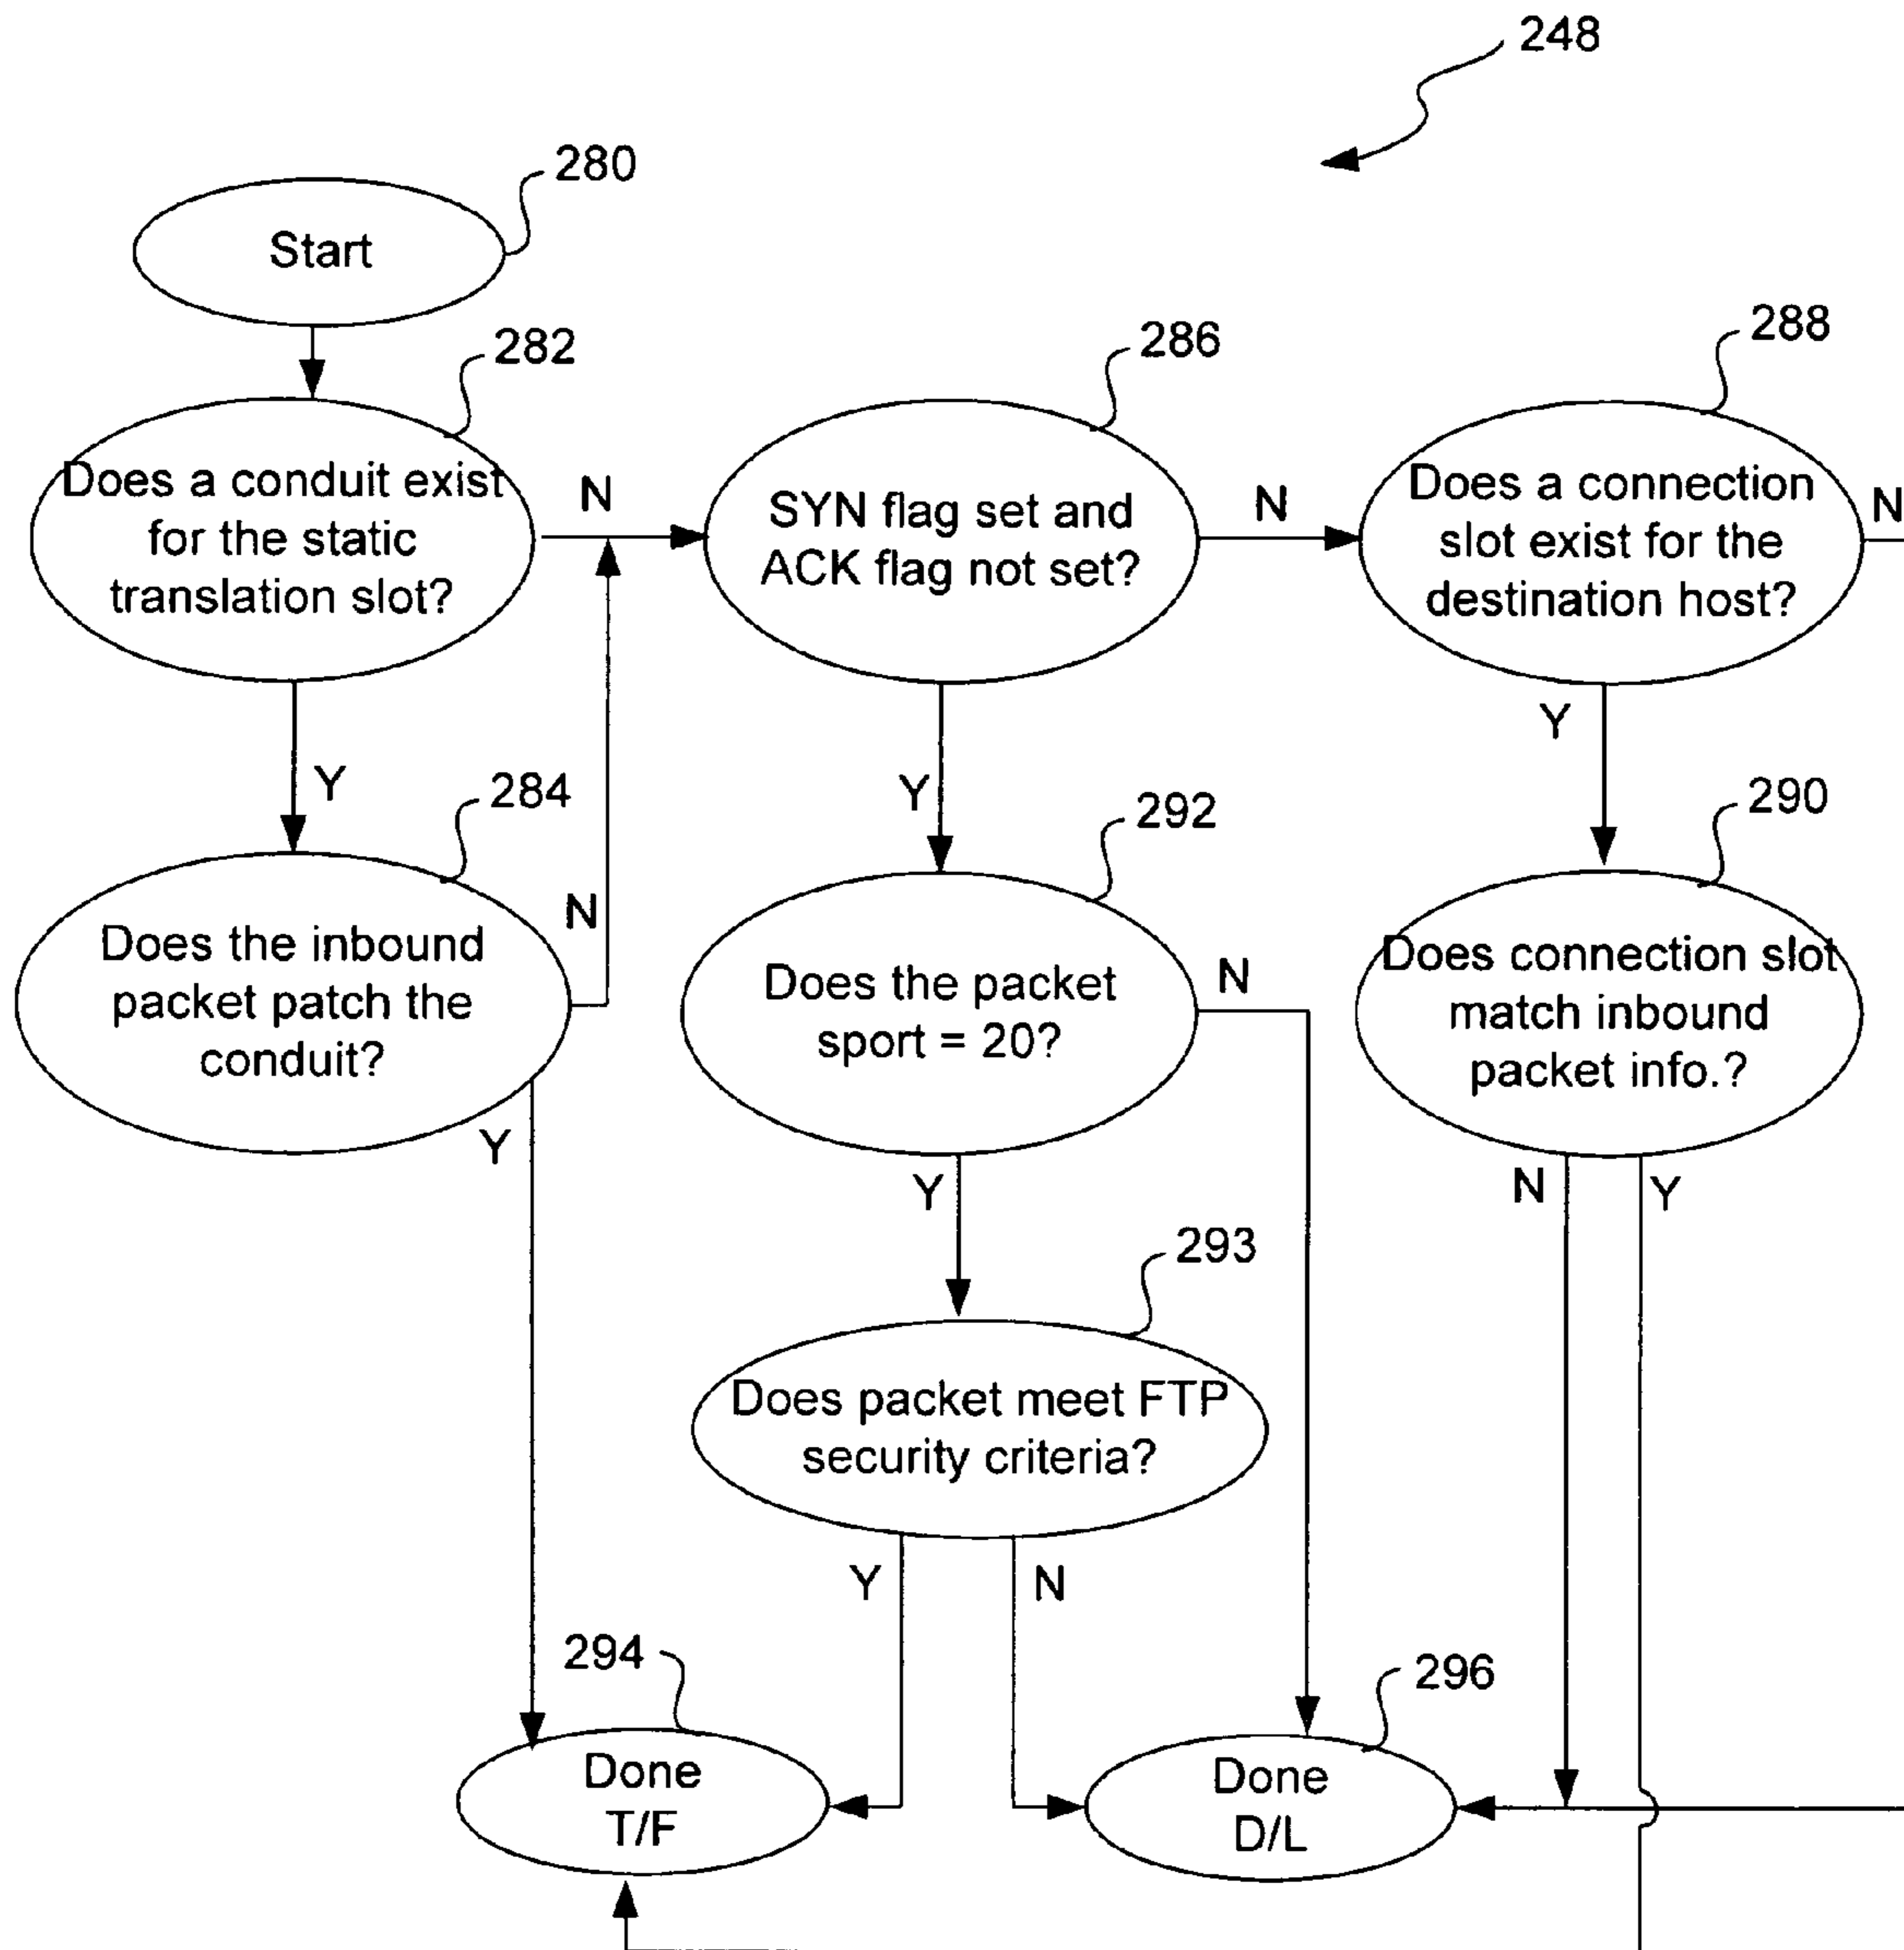 248
280
Start
282
Does a conduit exist
for the static
translation slot?
N
286
SYN flag set and
ACK flag not set?
N
288
Does a connection
slot exist for the
destination host?
N
Y
284
Does the inbound
packet patch the
conduit?
N
Y
Y
292
Does the packet
sport = 20?
N
Y
Y
290
Does connection slot
match inbound
packet info.?
N
Y
293
Does packet meet FTP
security criteria?
Y
N
294
Done
T/F
296
Done
D/L